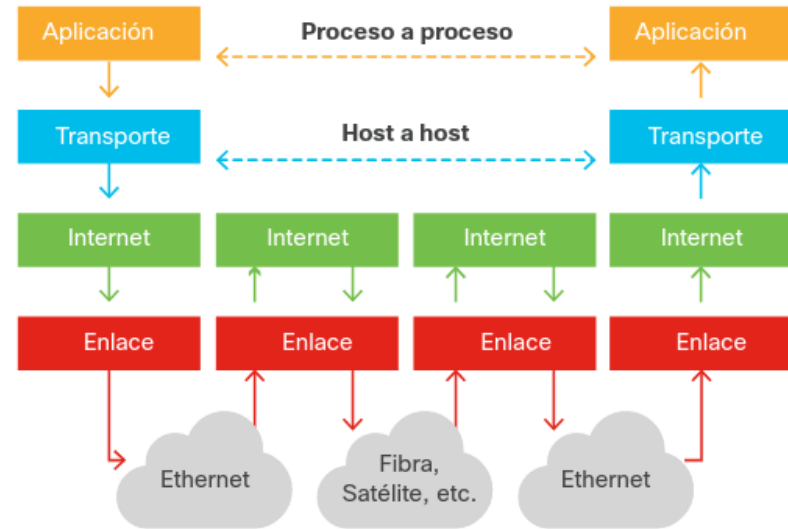 Aplicación
Proceso a proceso
Aplicación
Transporte
Host a host
Transporte
Internet
Internet
Internet
Internet
Enlace
Enlace
Enlace
Enlace
Ethernet
Fibra,
Satélite, etc.
Ethernet